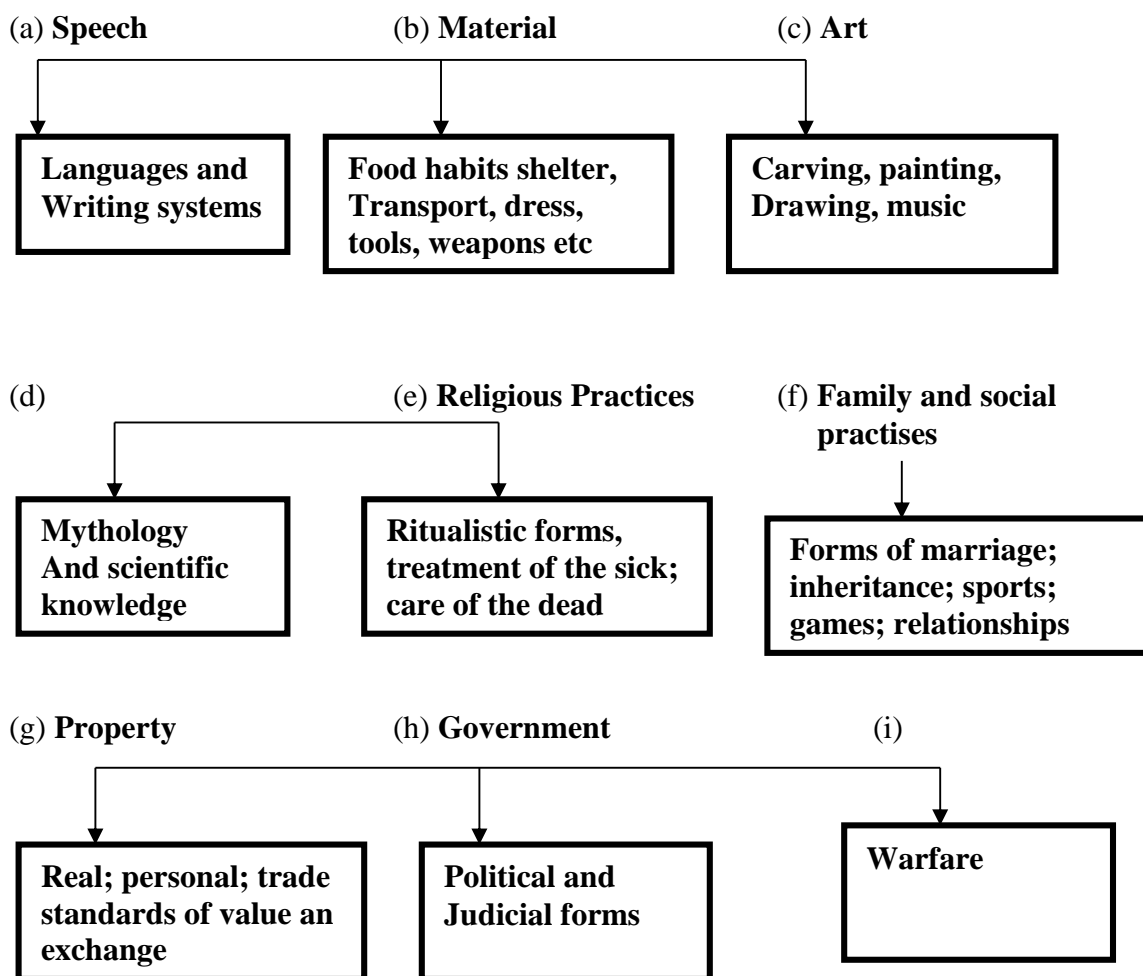 (a) Speech (b) Material (c) Art
Languages and
Writing systems
Food habits shelter,
Transport, dress,
tools, weapons etc
Carving, painting,
Drawing, music
(d) (e) Religious Practices (f) Family and social
practises
Mythology
And scientific
knowledge
Ritualistic forms,
treatment of the sick;
care of the dead
Forms of marriage;
inheritance; sports;
games; relationships
(g) Property (h) Government (i)
Real; personal; trade
standards of value an
exchange
Political and
Judicial forms
Warfare